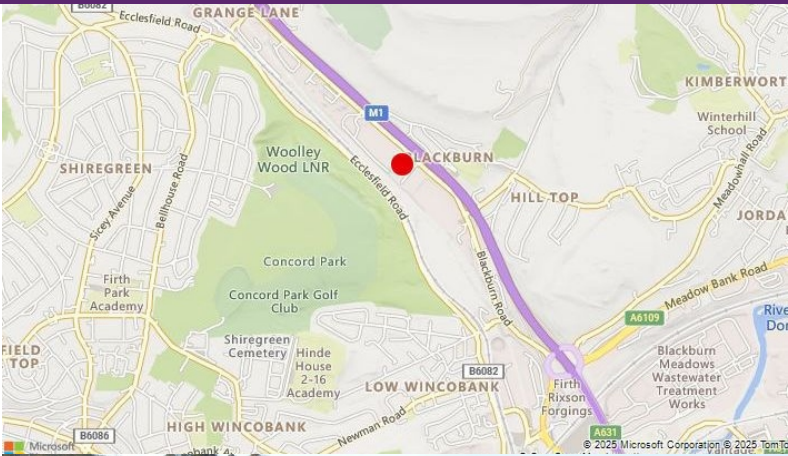 B6082
Ecclesfield Road
GRANGE LANE
KIMBERWORT
M1
Winterhill
School
Woolley
Wood LNR
BLACKBURN
SHIREGREEN
Bellhouse Road
Ecclesfield Road
Meadowhall Road
Sicey Avenue
HILL TOP
JORDA
Concord Park
Firth
Park
Academy
Concord Park Golf
Club
Blackburn Road
Meadow Bank Road
Rive
Don
A6109
Shiregreen
Cemetery
Hinde
House
2-16
Academy
FIELD
TOP
LOW WINCOBANK
B6082
Firth
Rixson
Forgings
Blackburn
Meadows
Wastewater
Treatment
Works
Newman Road
HIGH WINCOBANK
B6086
A631
Microsoft
© 2025 Microsoft Corporation © 2025 TomTo